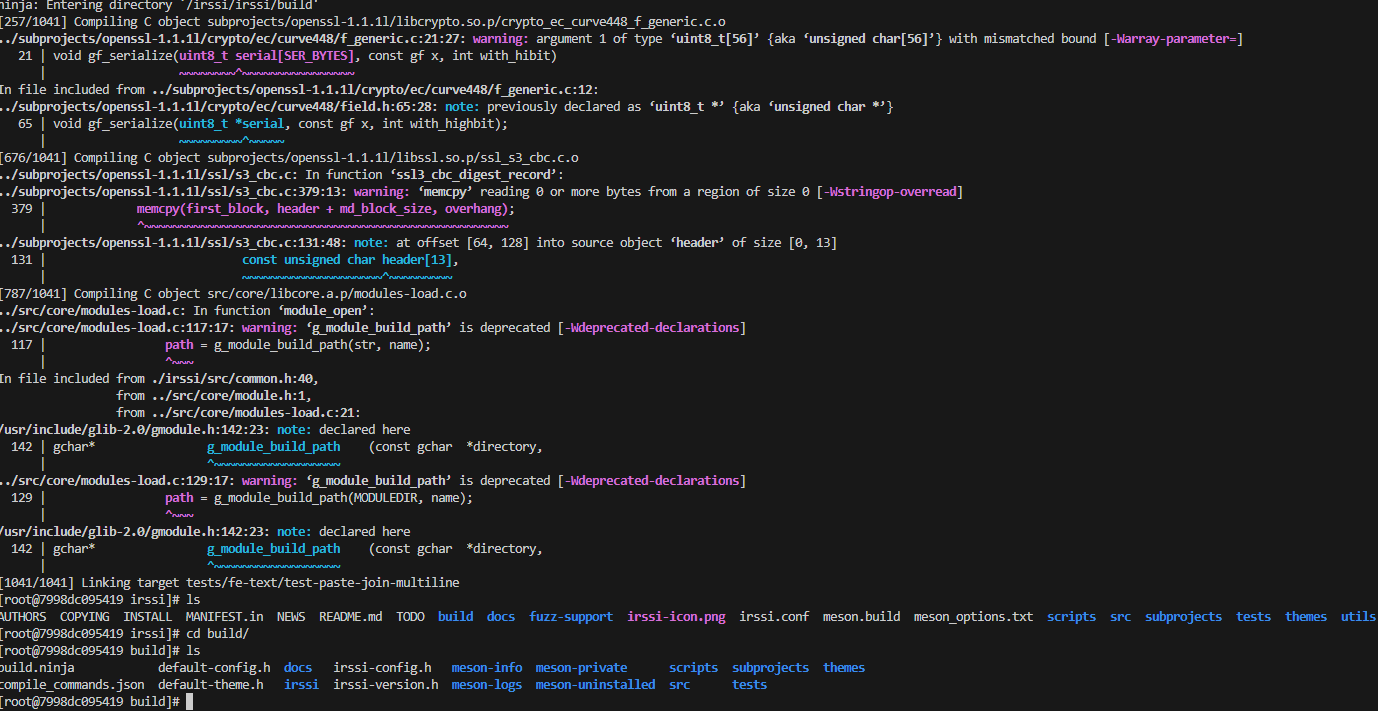 ninja: Entering directory `/irssi/irssi/build'
[257/1041] Compiling C object subprojects/openssl-1.1.1l/libcrypto.so.p/crypto_ec_curve448_f_generic.c.o
../subprojects/openssl-1.1.1l/crypto/ec/curve448/f_generic.c:21:27: warning: argument 1 of type ‘uint8_t[56]’ {aka ‘unsigned char[56]’} with mismatched bound [-Warray-parameter=]
21 | void gf_serialize(uint8_t serial[SER_BYTES], const gf x, int with_hibit)
| ~~~~~~~~^~~~~~~~~~~~~~~~~
In file included from ../subprojects/openssl-1.1.1l/crypto/ec/curve448/f_generic.c:12:
../subprojects/openssl-1.1.1l/crypto/ec/curve448/field.h:65:28: note: previously declared as ‘uint8_t *’ {aka ‘unsigned char *’}
65 | void gf_serialize(uint8_t *serial, const gf x, int with_highbit);
| ~~~~~~~~~^~~~~~
[676/1041] Compiling C object subprojects/openssl-1.1.1l/libssl.so.p/ssl_s3_cbc.c.o
../subprojects/openssl-1.1.1l/ssl/s3_cbc.c: In function ‘ssl3_cbc_digest_record’:
../subprojects/openssl-1.1.1l/ssl/s3_cbc.c:379:13: warning: ‘memcpy’ reading 0 or more bytes from a region of size 0 [-Wstringop-overread]
379 | memcpy(first_block, header + md_block_size, overhang);
| ^~~~~~~~~~~~~~~~~~~~~~~~~~~~~~~~~~~~~~~~~~~~~~~~~~~~~
../subprojects/openssl-1.1.1l/ssl/s3_cbc.c:131:48: note: at offset [64, 128] into source object ‘header’ of size [0, 13]
131 | const unsigned char header[13],
| ~~~~~~~~~~~~~~~~~~~~^~~~~~~~~~
[787/1041] Compiling C object src/core/libcore.a.p/modules-load.c.o
../src/core/modules-load.c: In function ‘module_open’:
../src/core/modules-load.c:117:17: warning: ‘g_module_build_path’ is deprecated [-Wdeprecated-declarations]
117 | path = g_module_build_path(str, name);
| ^~~~
In file included from ./irssi/src/common.h:40,
from ../src/core/module.h:1,
from ../src/core/modules-load.c:21:
/usr/include/glib-2.0/gmodule.h:142:23: note: declared here
142 | gchar* g_module_build_path (const gchar *directory,
| ^~~~~~~~~~~~~~~~~~~
../src/core/modules-load.c:129:17: warning: ‘g_module_build_path’ is deprecated [-Wdeprecated-declarations]
129 | path = g_module_build_path(MODULEDIR, name);
| ^~~~
/usr/include/glib-2.0/gmodule.h:142:23: note: declared here
142 | gchar* g_module_build_path (const gchar *directory,
| ^~~~~~~~~~~~~~~~~~~
[1041/1041] Linking target tests/fe-text/test-paste-join-multiline
[root@7998dc095419 irssi]# ls
AUTHORS COPYING INSTALL MANIFEST.in NEWS README.md TODO build docs fuzz-support irssi-icon.png irssi.conf meson.build meson_options.txt scripts src subprojects tests themes utils
[root@7998dc095419 irssi]# cd build/
[root@7998dc095419 build]# ls
build.ninja default-config.h docs irssi-config.h meson-info meson-private scripts subprojects themes
compile_commands.json default-theme.h irssi irssi-version.h meson-logs meson-uninstalled src tests
[root@7998dc095419 build]#